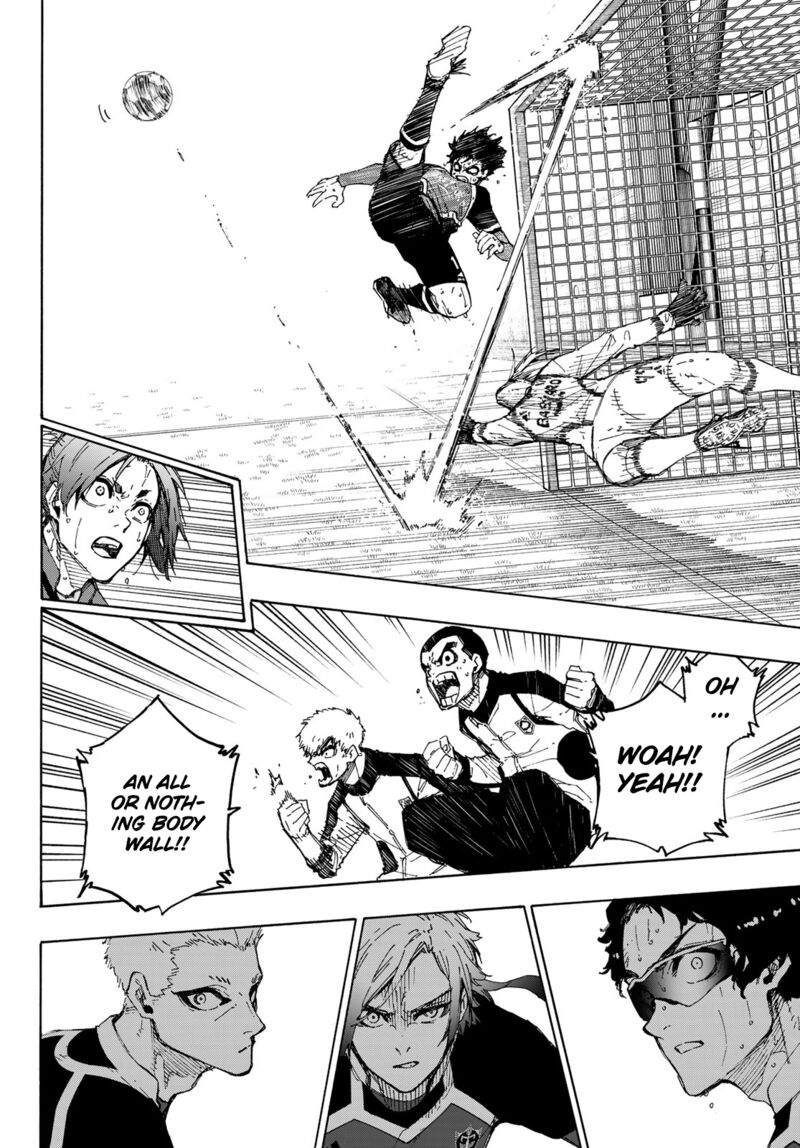 OH
...
WOAH!
YEAH!!
AN ALL
OR NOTH-
ING BODY
WALL!!